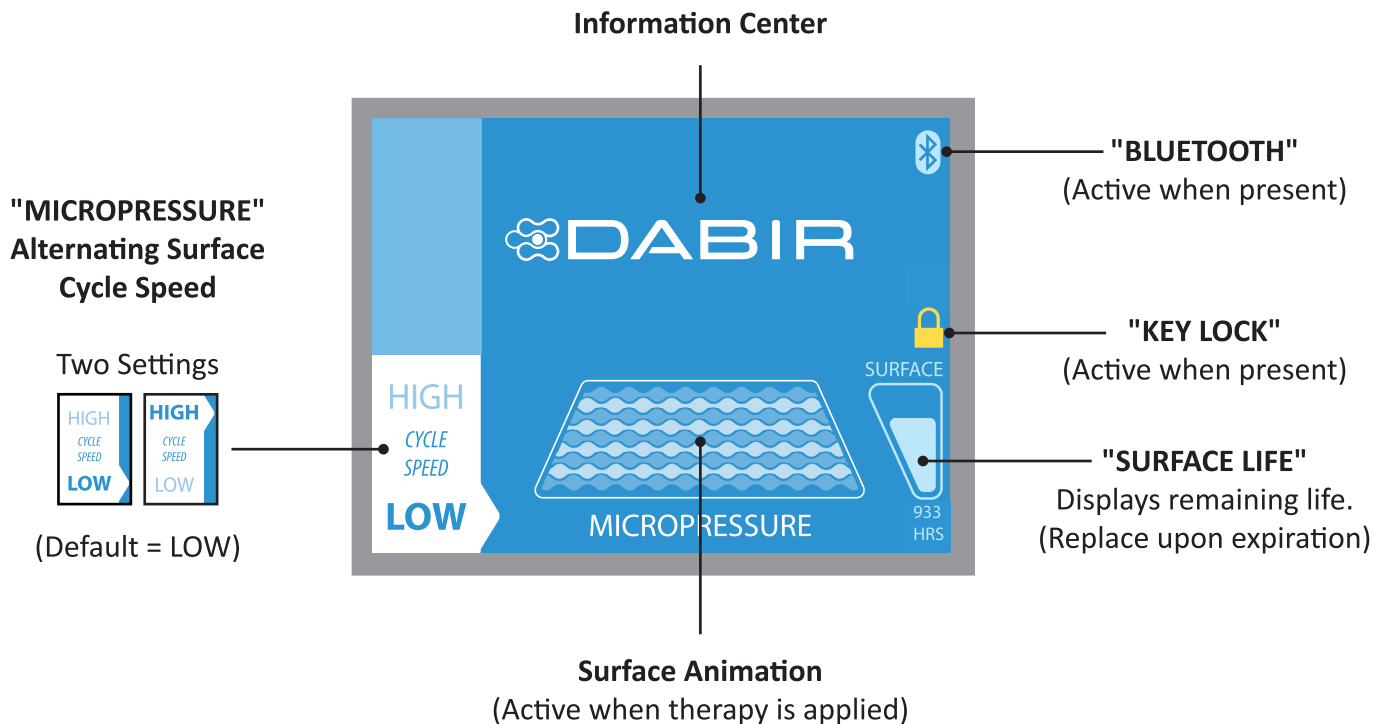 Information Center
"BLUETOOTH"
(Active when present)
"MICROPRESSURE"
Alternating Surface
Cycle Speed
DABIR
"KEY LOCK"
(Active when present)
Two Settings
HIGH
CYCLE
SPEED
LOW
HIGH
CYCLE
SPEED
LOW
(Default = LOW)
HIGH
CYCLE
SPEED
LOW
SURFACE
933
HRS
MICROPRESSURE
"SURFACE LIFE"
Displays remaining life.
(Replace upon expiration)
Surface Animation
(Active when therapy is applied)